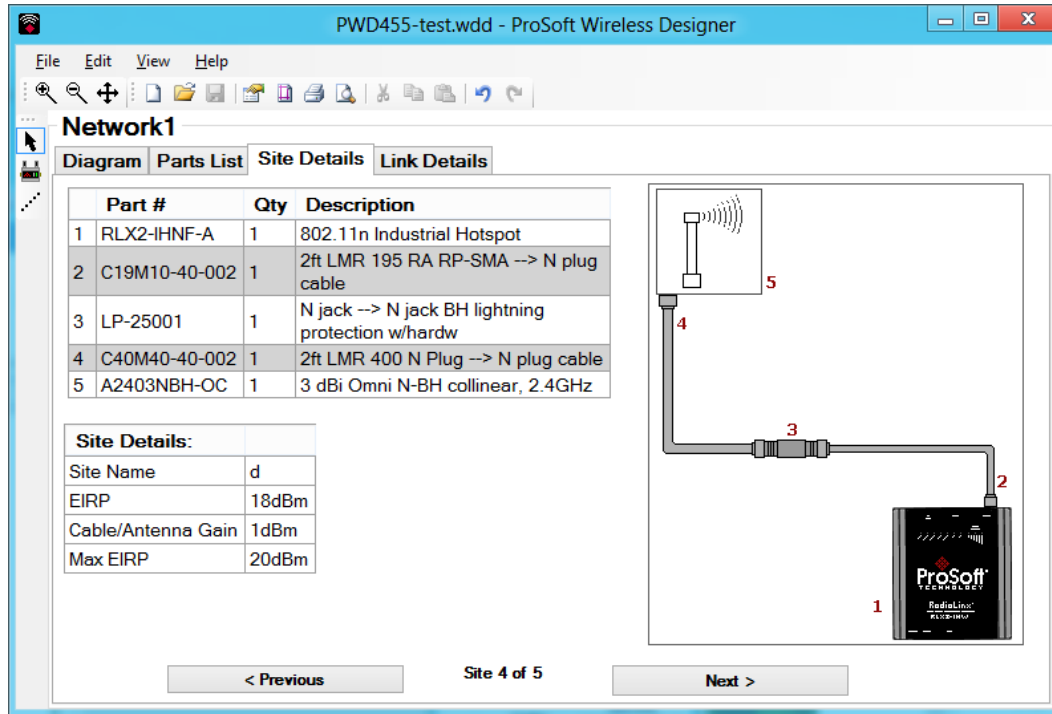 PWD455-test.wdd - ProSoft Wireless Designer
File Edit View Help
Network1
Diagram Parts List Site Details Link Details
Part # Qty Description
1 RLX2-IHNF-A 1 802.11n Industrial Hotspot
2 C19M10-40-002 1 2ft LMR 195 RA RP-SMA --> N plug
cable
3 LP-25001 1 N jack --> N jack BH lightning
protection w/hardw
4 C40M40-40-002 1 2ft LMR 400 N Plug --> N plug cable
5 A2403NBH-OC 1 3 dBi Omni N-BH collinear, 2.4GHz
Site Details:
Site Name d
EIRP 18dBm
Cable/Antenna Gain 1dBm
Max EIRP 20dBm
5
4
3
2
ProSoft
TECHNOLOGY
1
RadioLinx
RLX2-IHW
< Previous Site 4 of 5 Next >